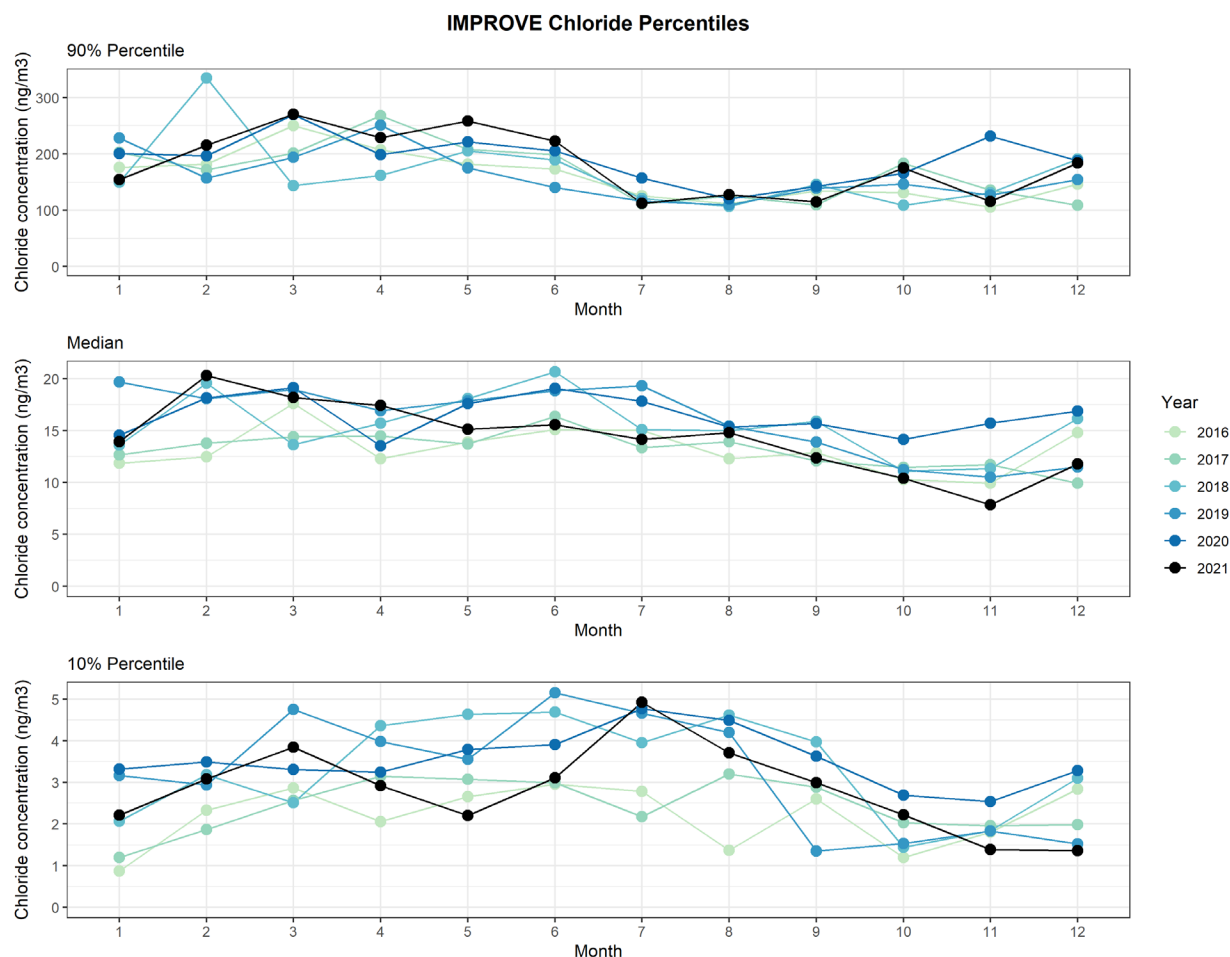 IMPROVE Chloride Percentiles
90% Percentile
Chloride concentration (ng/m3)
300
200
100
0
1 2 3 4 5 6 7 8 9 10 11 12
Month
Median
Chloride concentration (ng/m3)
20
15
10
5
0
1 2 3 4 5 6 7 8 9 10 11 12
Month
10% Percentile
Chloride concentration (ng/m3)
5
4
3
2
1
0
1 2 3 4 5 6 7 8 9 10 11 12
Month
Year
2016
2017
2018
2019
2020
2021